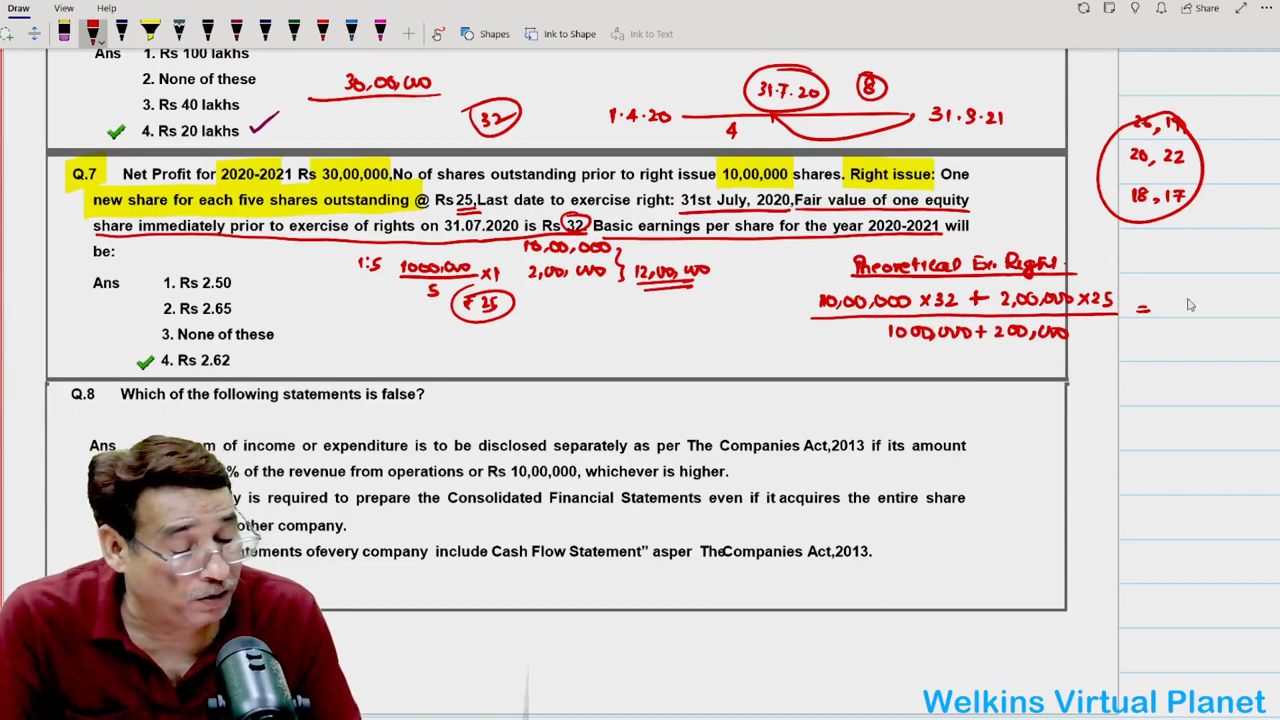 Draw View Help
Shapes Ink to Shape Ink to Text Share
Ans 1. Rs 100 lakhs
2. None of these
3. Rs 40 lakhs
4. Rs 20 lakhs
30,00,000
32
31.7.20
8
1.4.20
4
31.3.21
20, 22
18, 17
Q.7 Net Profit for 2020-2021 Rs 30,00,000,No of shares outstanding prior to right issue 10,00,000 shares. Right issue: One
new share for each five shares outstanding @ Rs 25,Last date to exercise right: 31st July, 2020,Fair value of one equity
share immediately prior to exercise of rights on 31.07.2020 is Rs 32. Basic earnings per share for the year 2020-2021 will
be:
10,00,000
1:5 1000,000 ×1 2,00,000 12,00,000
5
₹ 25
Theoretical Ex. Right
10,00,000 ×32 + 2,00,000 ×25 =
1000,000 + 200,000
Ans 1. Rs 2.50
2. Rs 2.65
3. None of these
4. Rs 2.62
Q.8 Which of the following statements is false?
Ans m of income or expenditure is to be disclosed separately as per The Companies Act,2013 if its amount
% of the revenue from operations or Rs 10,00,000, whichever is higher.
y is required to prepare the Consolidated Financial Statements even if it acquires the entire share
other company.
tements ofevery company include Cash Flow Statement” asper TheCompanies Act,2013.
Welkins Virtual Planet